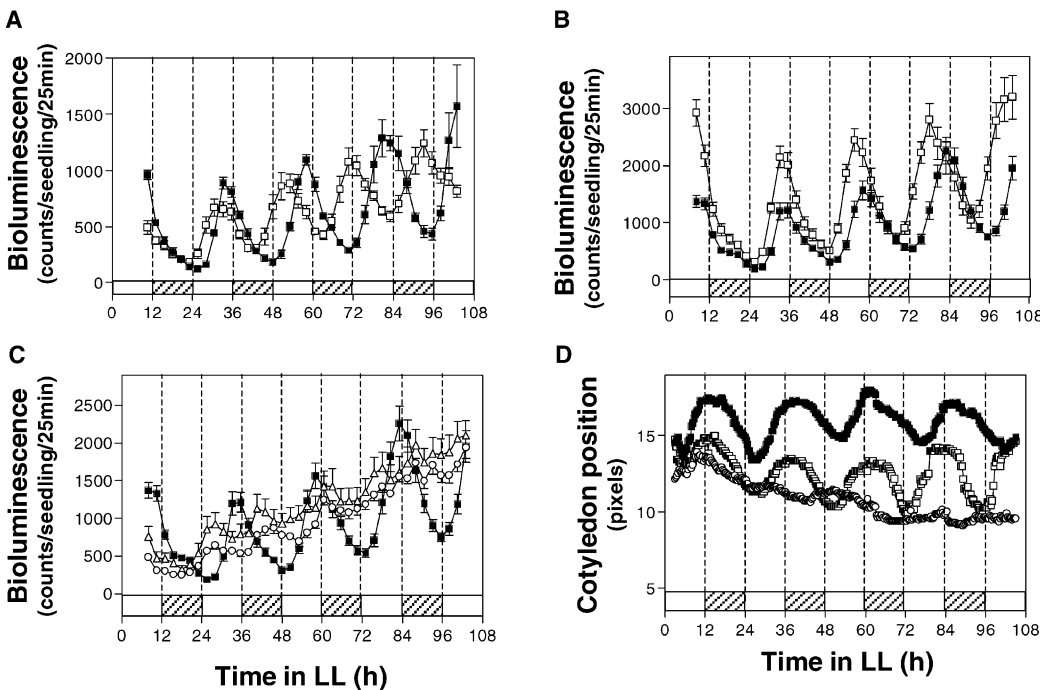 A
Bioluminescence
(counts/seedling/25min)
2000
1500
1000
500
0
0 12 24 36 48 60 72 84 96 108
B
Bioluminescence
(counts/seedling/25min)
3000
2000
1000
0
0 12 24 36 48 60 72 84 96 108
C
Bioluminescence
(counts/seedling/25min)
2500
2000
1500
1000
500
0
0 12 24 36 48 60 72 84 96 108
Time in LL (h)
D
Cotyledon position
(pixels)
15
10
5
0 12 24 36 48 60 72 84 96 108
Time in LL (h)